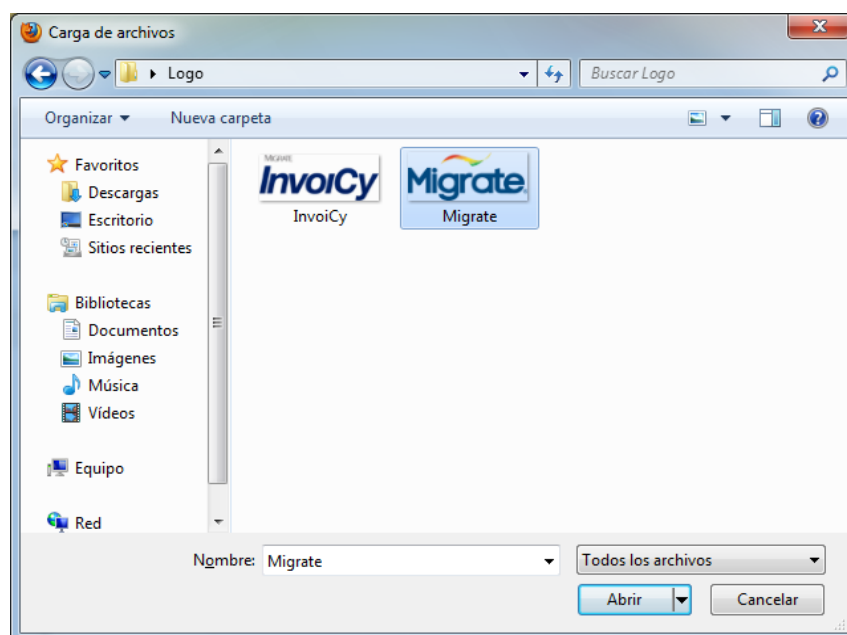 Carga de archivos
Logo
Buscar Logo
Organizar
Nueva carpeta
Favoritos
Descargas
Escritorio
Sitios recientes
Bibliotecas
Documentos
Imágenes
Música
Vídeos
Equipo
Red
MIGRATE
InvoiCy
InvoiCy
Migrate
Migrate
Nombre: Migrate
Todos los archivos
Abrir
Cancelar